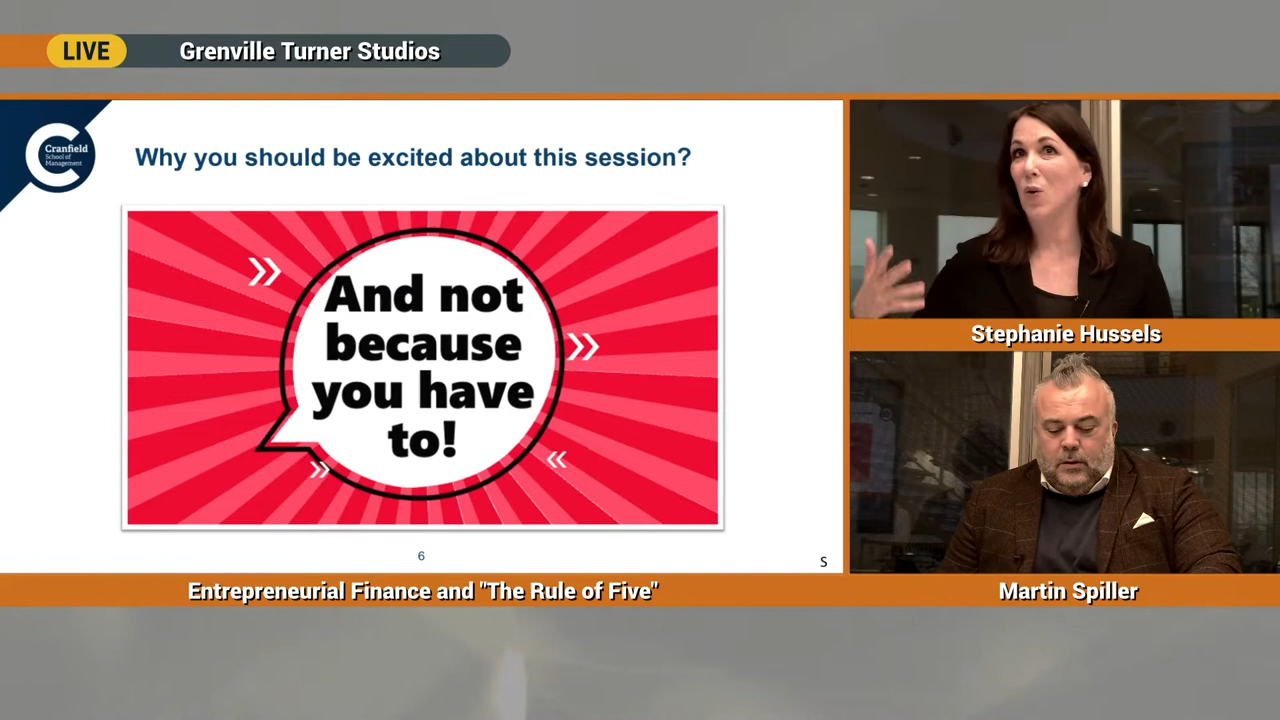 LIVE
Grenville Turner Studios
Cranfield
School of
Management
Why you should be excited about this session?
And not
because
you have
to!
6
S
Stephanie Hussels
Martin Spiller
Entrepreneurial Finance and "The Rule of Five"